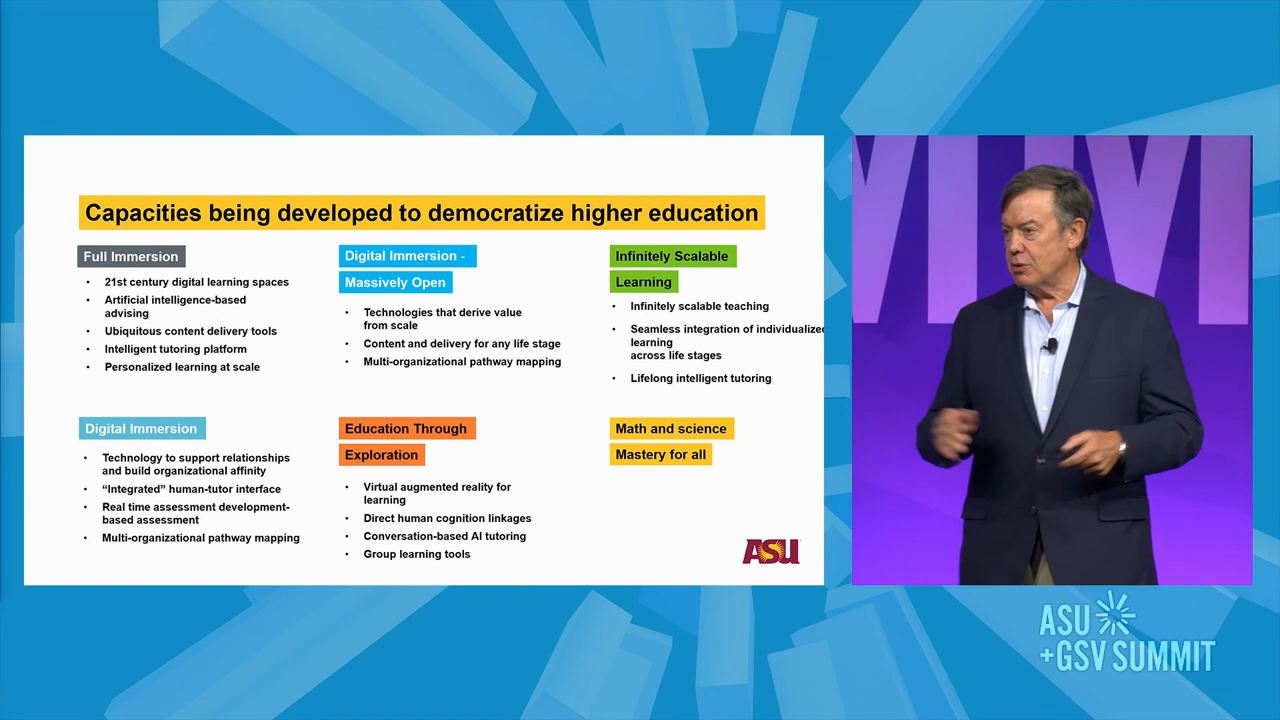 Capacities being developed to democratize higher education
Full Immersion
• 21st century digital learning spaces
• Artificial intelligence-based
advising
• Ubiquitous content delivery tools
• Intelligent tutoring platform
• Personalized learning at scale
Digital Immersion -
Massively Open
• Technologies that derive value
from scale
• Content and delivery for any life stage
• Multi-organizational pathway mapping
Infinitely Scalable
Learning
• Infinitely scalable teaching
• Seamless integration of individualized
learning
across life stages
• Lifelong intelligent tutoring
Digital Immersion
• Technology to support relationships
and build organizational affinity
• “Integrated” human-tutor interface
• Real time assessment development-
based assessment
• Multi-organizational pathway mapping
Education Through
Exploration
• Virtual augmented reality for
learning
• Direct human cognition linkages
• Conversation-based AI tutoring
• Group learning tools
Math and science
Mastery for all
ASU
ASU
+GSV SUMMIT